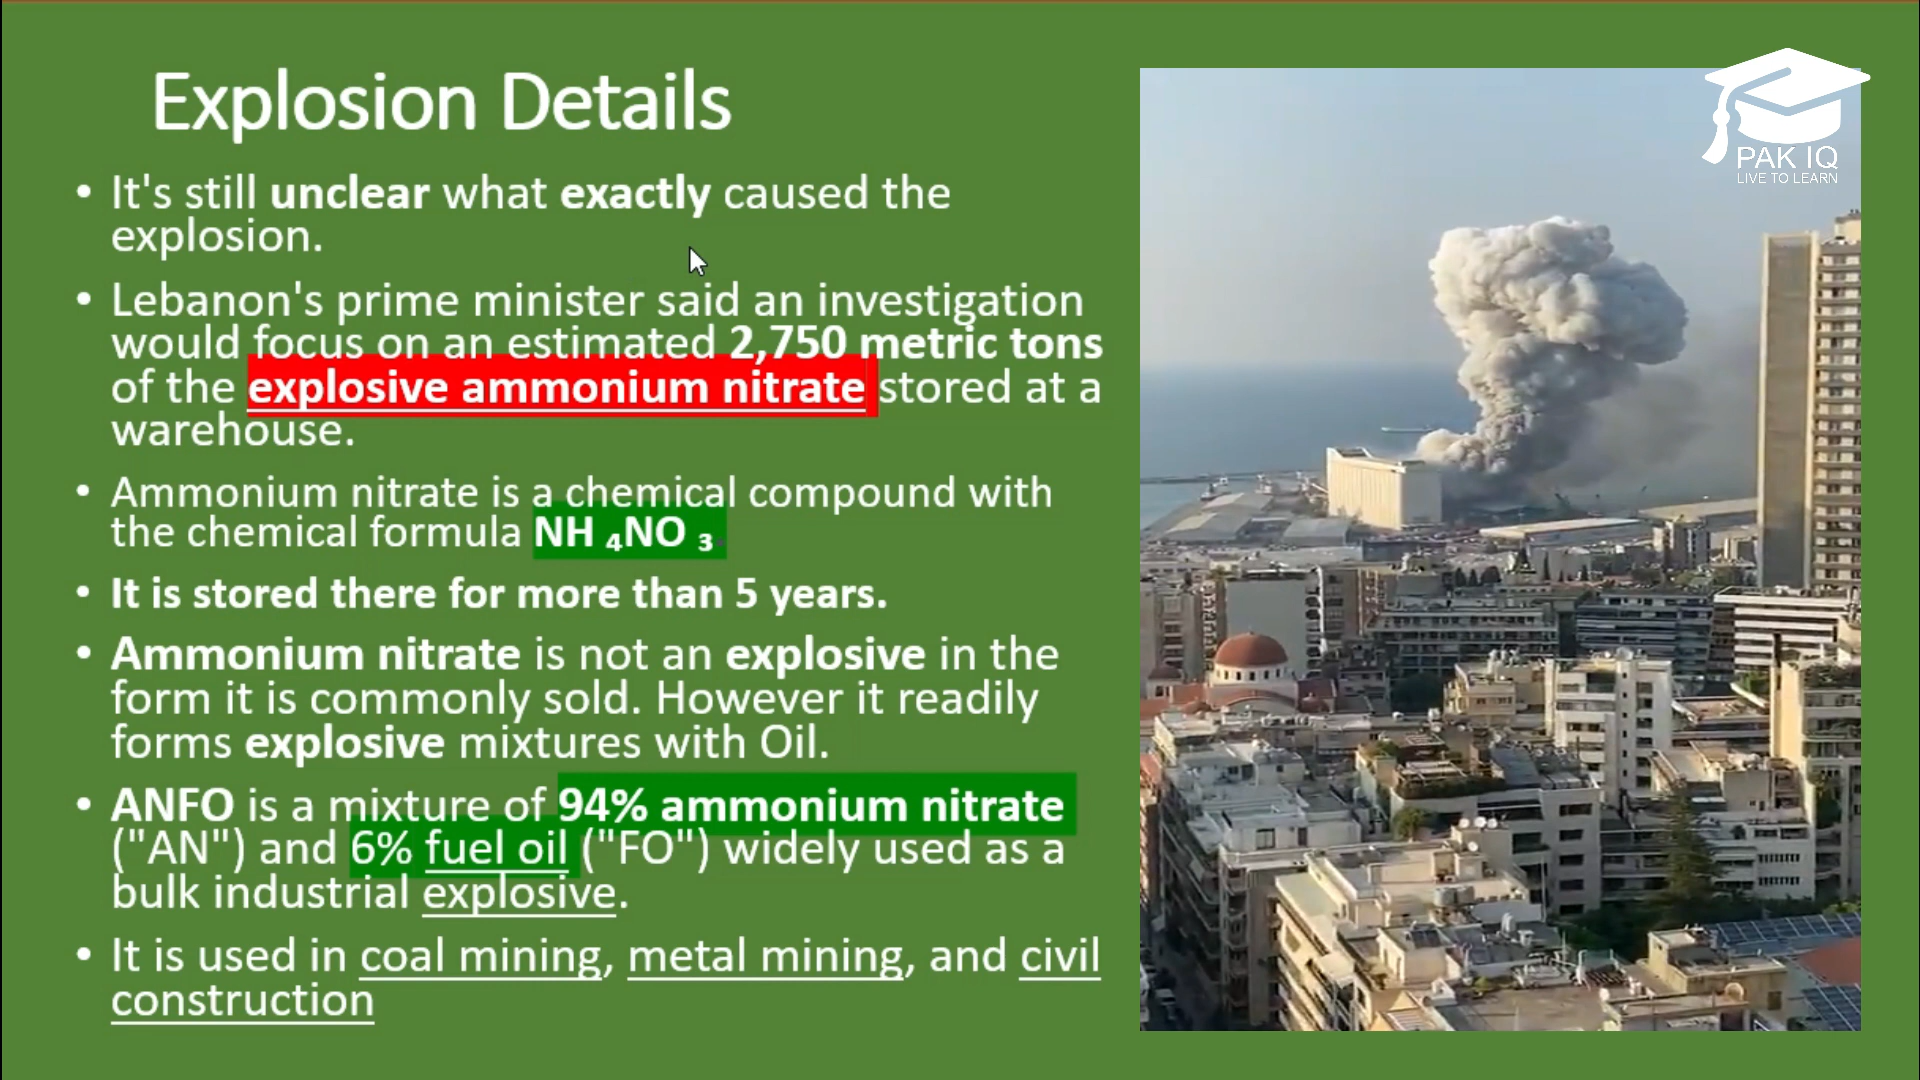 Explosion Details
PAK IQ
LIVE TO LEARN
• It's still unclear what exactly caused the
explosion.
• Lebanon's prime minister said an investigation
would focus on an estimated 2,750 metric tons
of the explosive ammonium nitrate stored at a
warehouse.
• Ammonium nitrate is a chemical compound with
the chemical formula NH ₄NO ₃.
• It is stored there for more than 5 years.
• Ammonium nitrate is not an explosive in the
form it is commonly sold. However it readily
forms explosive mixtures with Oil.
• ANFO is a mixture of 94% ammonium nitrate
("AN") and 6% fuel oil ("FO") widely used as a
bulk industrial explosive.
• It is used in coal mining, metal mining, and civil
construction